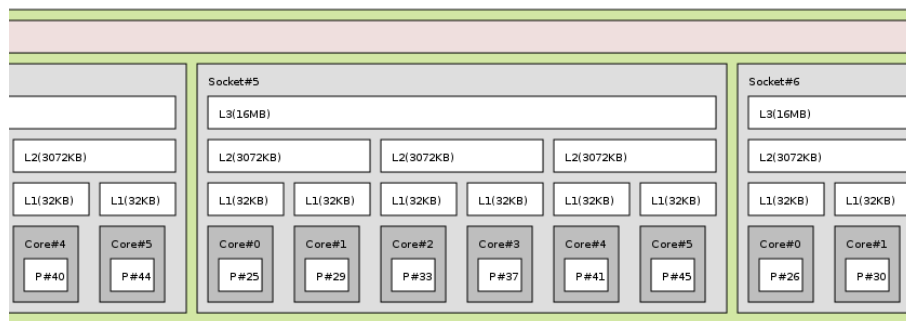 Socket#5 Socket#6
L3(16MB) L3(16MB)
L2(3072KB) L2(3072KB) L2(3072KB) L2(3072KB) L2(3072KB)
L1(32KB) L1(32KB) L1(32KB) L1(32KB) L1(32KB) L1(32KB) L1(32KB) L1(32KB) L1(32KB) L1(32KB)
Core#4 Core#5 Core#0 Core#1 Core#2 Core#3 Core#4 Core#5 Core#0 Core#1
P#40 P#44 P#25 P#29 P#33 P#37 P#41 P#45 P#26 P#30